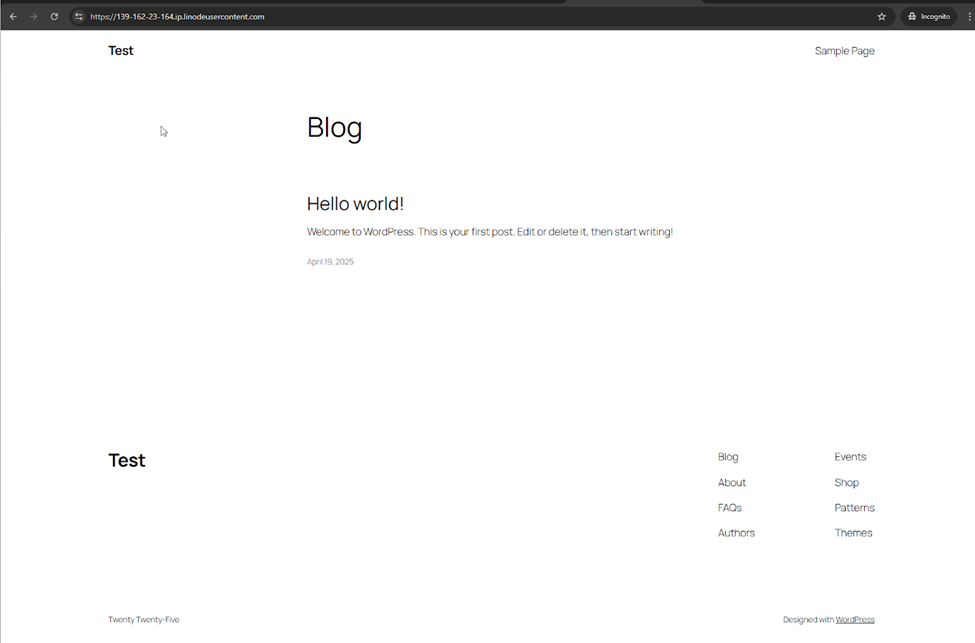 https://139-162-23-164.ip.linodeusercontent.com
Incognito
Test
Sample Page
Blog
Hello world!
Welcome to WordPress. This is your first post. Edit or delete it, then start writing!
April 19, 2025
Test
Blog
Events
About
Shop
FAQs
Patterns
Authors
Themes
Twenty Twenty-Five
Designed with WordPress